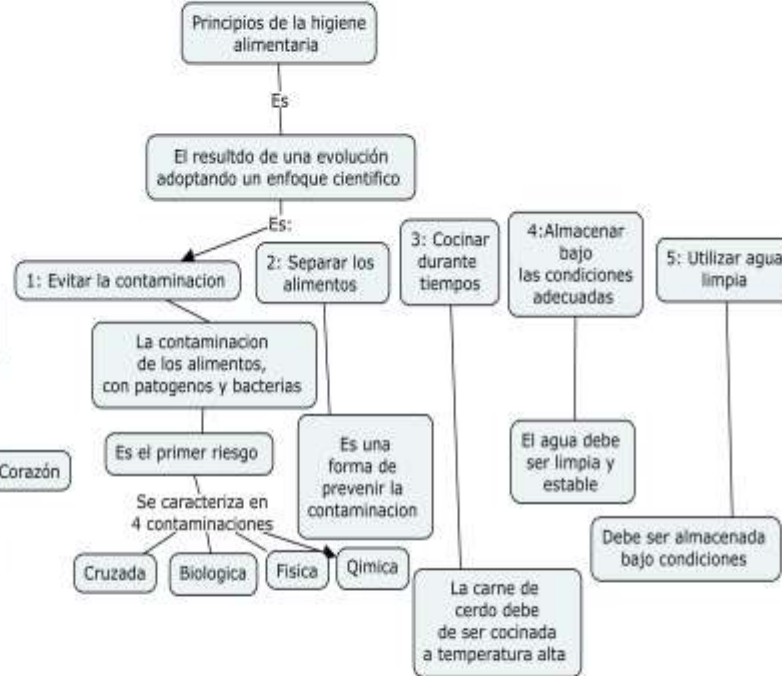 Principios de la higiene
alimentaria
Es
El resultdo de una evolución
adoptando un enfoque cientifico
Es:
1: Evitar la contaminacion
2: Separar los
alimentos
3: Cocinar
durante
tiempos
4:Almacenar
bajo
las condiciones
adecuadas
5: Utilizar agua
limpia
La contaminacion
de los alimentos,
con patogenos y bacterias
Es el primer riesgo
Se caracteriza en
4 contaminaciones
Cruzada
Biologica
Fisica
Qimica
Es una
forma de
prevenir la
contaminacion
La carne de
cerdo debe
de ser cocinada
a temperatura alta
El agua debe
ser limpia y
estable
Debe ser almacenada
bajo condiciones
Corazón